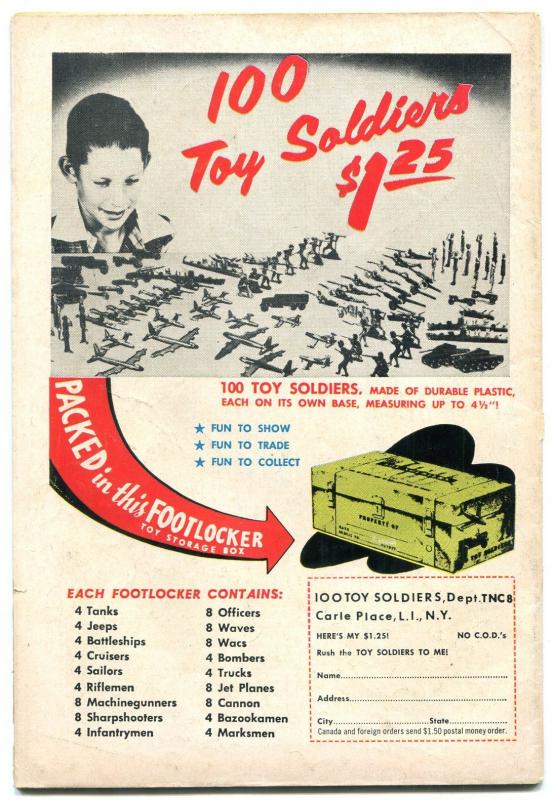 100
Toy Soldiers
$1.25
100 TOY SOLDIERS, MADE OF DURABLE PLASTIC,
EACH ON ITS OWN BASE, MEASURING UP TO 4½"!
★ FUN TO SHOW
★ FUN TO TRADE
★ FUN TO COLLECT
PACKED in this FOOTLOCKER
TOY STORAGE BOX
PROPERTY OF
TOY SOLDIERS
EACH FOOTLOCKER CONTAINS:
4 Tanks
4 Jeeps
4 Battleships
4 Cruisers
4 Sailors
4 Riflemen
8 Machinegunners
8 Sharpshooters
4 Infantrymen
8 Officers
8 Waves
8 Wacs
4 Bombers
4 Trucks
8 Jet Planes
8 Cannon
4 Bazookamen
4 Marksmen
100 TOY SOLDIERS, Dept. TNC8
Carle Place, L.I., N.Y.
HERE'S MY $1.25! NO C.O.D.'s
Rush the TOY SOLDIERS TO ME!
Name
Address
City State
Canada and foreign orders send $1.50 postal money order.